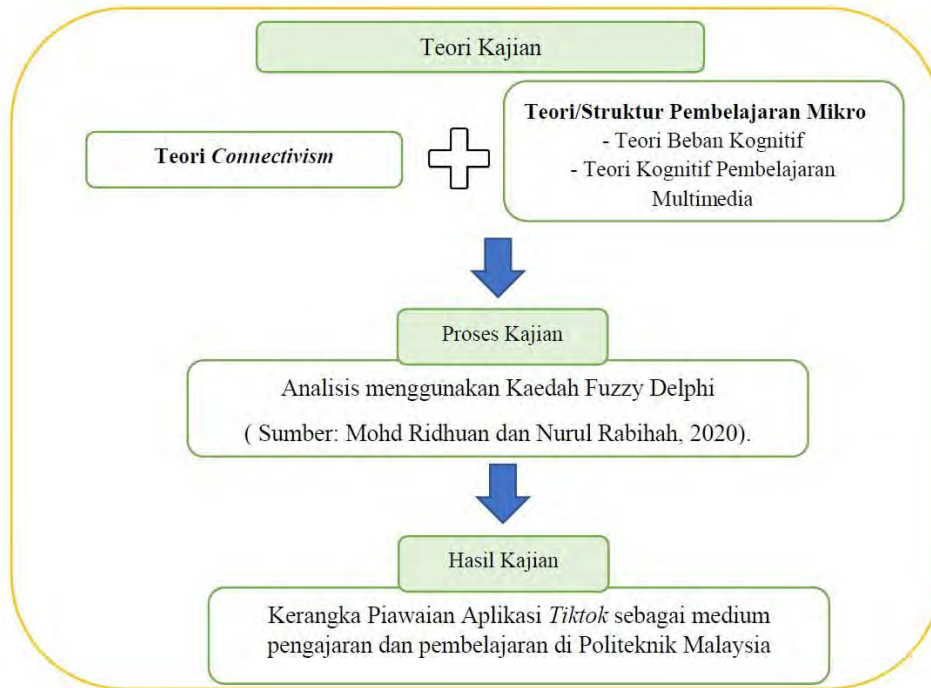 Teori Kajian
Teori Connectivism
Teori/Struktur Pembelajaran Mikro
- Teori Beban Kognitif
- Teori Kognitif Pembelajaran
Multimedia
Proses Kajian
Analisis menggunakan Kaedah Fuzzy Delphi
( Sumber: Mohd Ridhuan dan Nurul Rabihah, 2020).
Hasil Kajian
Kerangka Piawaian Aplikasi Tiktok sebagai medium
pengajaran dan pembelajaran di Politeknik Malaysia